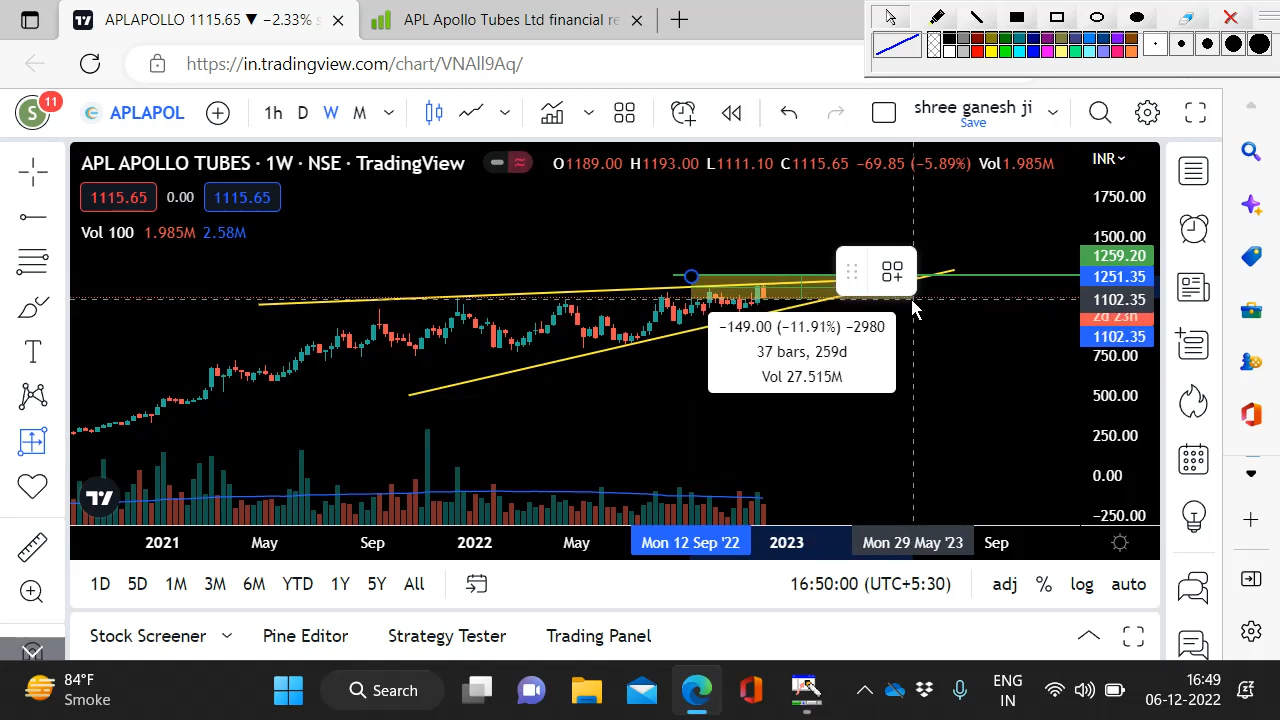 APLAPOLLO 1115.65 ▼ −2.33%
APL Apollo Tubes Ltd financial re
https://in.tradingview.com/chart/VNAll9Aq/
S
11
APLAPOL
1h D W M
shree ganesh ji
Save
APL APOLLO TUBES · 1W · NSE · TradingView
O1189.00 H1193.00 L1111.10 C1115.65 −69.85 (−5.89%) Vol1.985M
INR
1115.65 0.00 1115.65
Vol 100 1.985M 2.58M
1750.00
1500.00
1259.20
1251.35
1102.35
2d 23h
1102.35
750.00
500.00
250.00
0.00
−250.00
−149.00 (−11.91%) −2980
37 bars, 259d
Vol 27.515M
2021 May Sep 2022 May Mon 12 Sep '22 2023 Mon 29 May '23 Sep
1D 5D 1M 3M 6M YTD 1Y 5Y All
16:50:00 (UTC+5:30) adj % log auto
Stock Screener Pine Editor Strategy Tester Trading Panel
84°F
Smoke
Search
ENG
IN
16:49
06-12-2022